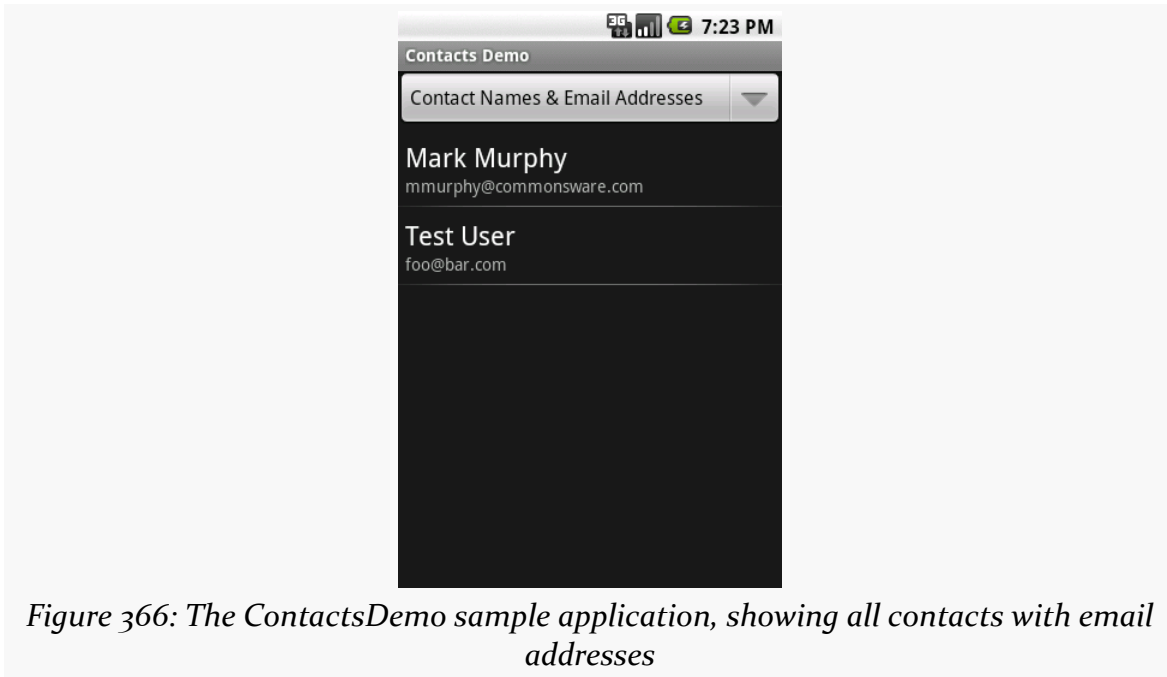 3G 7:23 PM
Contacts Demo
Contact Names & Email Addresses
Mark Murphy
mmurphy@commonsware.com
Test User
foo@bar.com
Figure 366: The ContactsDemo sample application, showing all contacts with email
addresses